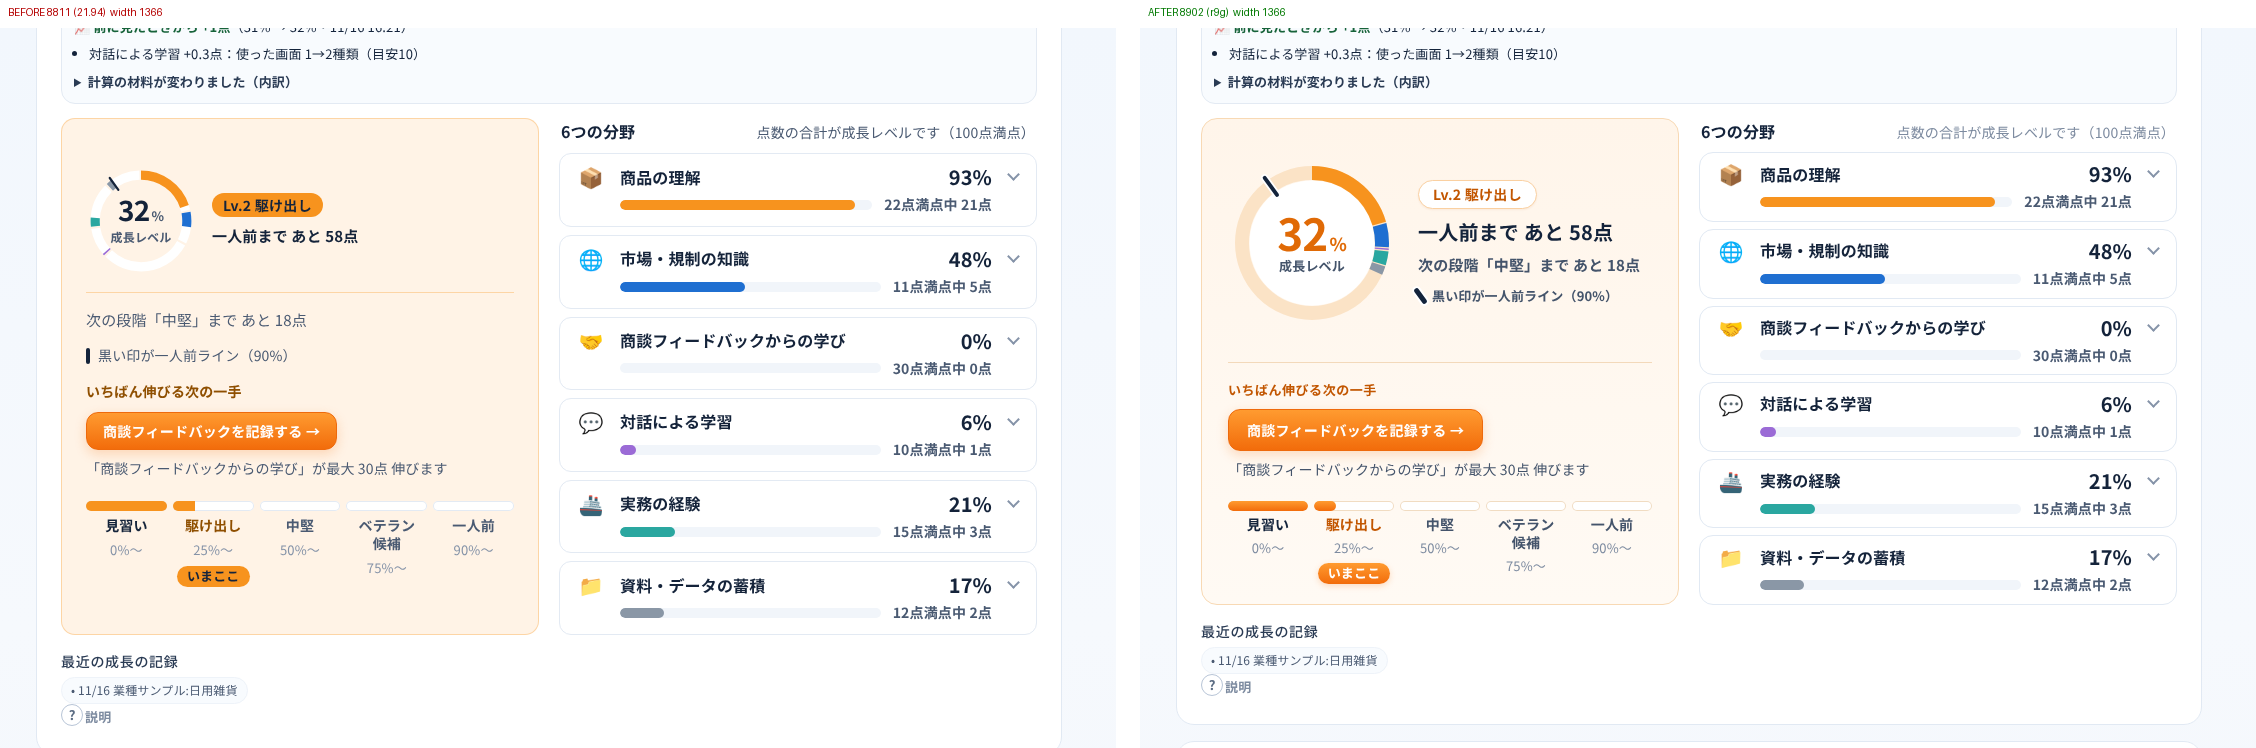 BEFORE 8811 (21.94) width 1366
前に見たときから +1点（31% → 32%・11/16 16:21）
• 対話による学習 +0.3点：使った画面 1→2種類（目安10）
▶ 計算の材料が変わりました（内訳）
32%
成長レベル
Lv.2 駆け出し
一人前まで あと 58点
次の段階「中堅」まで あと 18点
黒い印が一人前ライン（90%）
いちばん伸びる次の一手
商談フィードバックを記録する →
「商談フィードバックからの学び」が最大 30点 伸びます
見習い
0%～
駆け出し
25%～
いまここ
中堅
50%～
ベテラン
候補
75%～
一人前
90%～
6つの分野
点数の合計が成長レベルです（100点満点）
商品の理解 93%
22点満点中 21点
市場・規制の知識 48%
11点満点中 5点
商談フィードバックからの学び 0%
30点満点中 0点
対話による学習 6%
10点満点中 1点
実務の経験 21%
15点満点中 3点
資料・データの蓄積 17%
12点満点中 2点
最近の成長の記録
• 11/16 業種サンプル:日用雑貨
? 説明
AFTER 8902 (r9g) width 1366
前に見たときから +1点（31% → 32%・11/16 16:21）
• 対話による学習 +0.3点：使った画面 1→2種類（目安10）
▶ 計算の材料が変わりました（内訳）
32%
成長レベル
Lv.2 駆け出し
一人前まで あと 58点
次の段階「中堅」まで あと 18点
黒い印が一人前ライン（90%）
いちばん伸びる次の一手
商談フィードバックを記録する →
「商談フィードバックからの学び」が最大 30点 伸びます
見習い
0%～
駆け出し
25%～
いまここ
中堅
50%～
ベテラン
候補
75%～
一人前
90%～
6つの分野
点数の合計が成長レベルです（100点満点）
商品の理解 93%
22点満点中 21点
市場・規制の知識 48%
11点満点中 5点
商談フィードバックからの学び 0%
30点満点中 0点
対話による学習 6%
10点満点中 1点
実務の経験 21%
15点満点中 3点
資料・データの蓄積 17%
12点満点中 2点
最近の成長の記録
• 11/16 業種サンプル:日用雑貨
? 説明